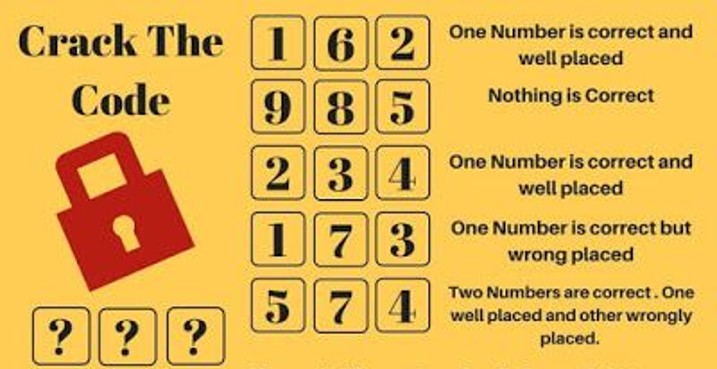 Crack The
Code
1 6 2
One Number is correct and
well placed
9 8 5
Nothing is Correct
2 3 4
One Number is correct and
well placed
1 7 3
One Number is correct but
wrong placed
5 7 4
Two Numbers are correct . One
well placed and other wrongly
placed.
? ? ?